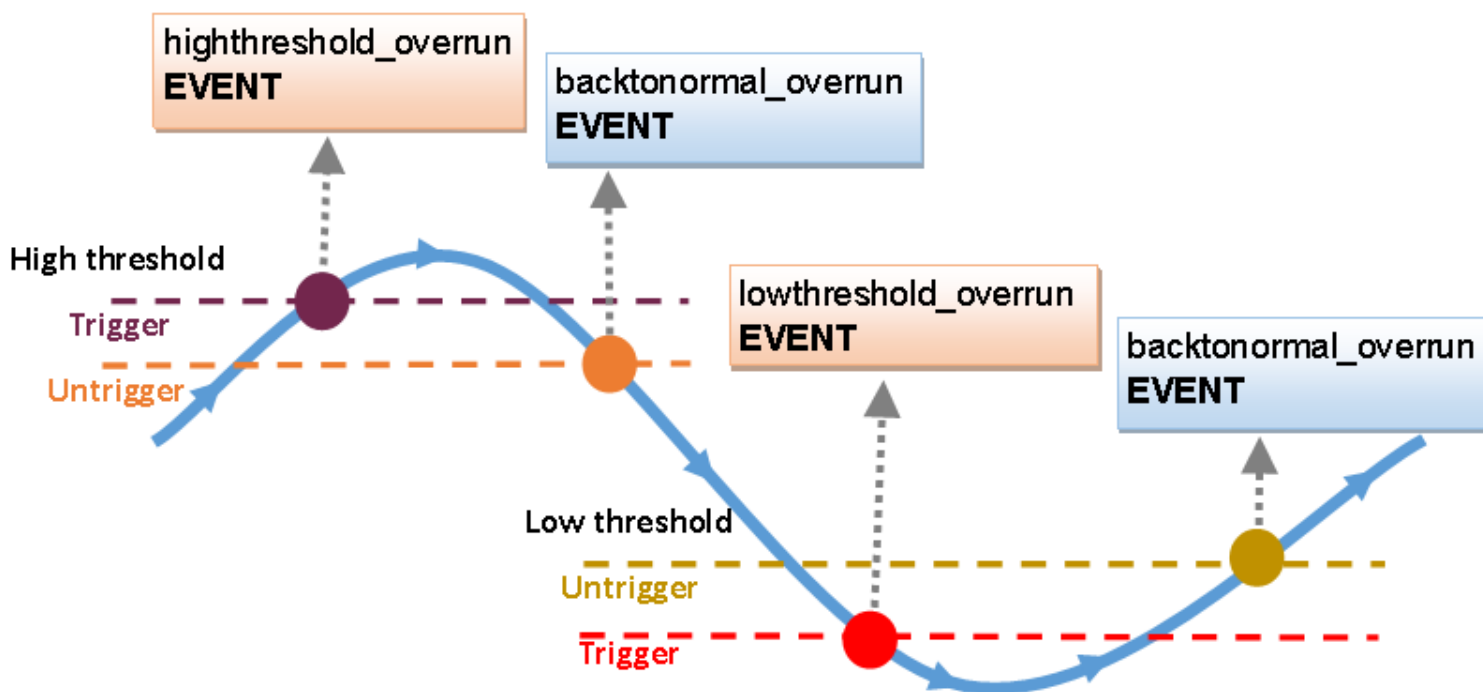 highthreshold_overrun
EVENT
backtonormal_overrun
EVENT
High threshold
Trigger
Untrigger
lowthreshold_overrun
EVENT
backtonormal_overrun
EVENT
Low threshold
Untrigger
Trigger